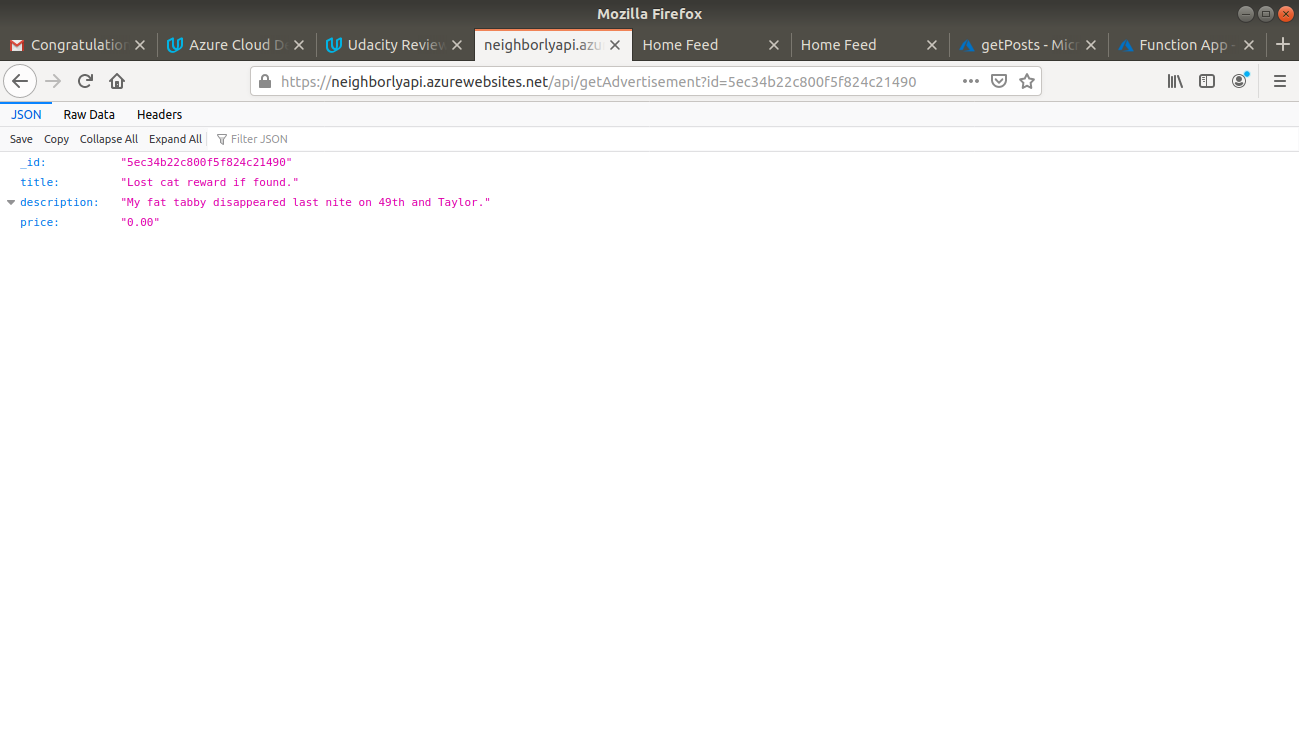 Mozilla Firefox
Congratulation Azure Cloud D Udacity Review neighborlyapi.azu Home Feed Home Feed getPosts - Mic Function App -
https://neighborlyapi.azurewebsites.net/api/getAdvertisement?id=5ec34b22c800f5f824c21490
JSON Raw Data Headers
Save Copy Collapse All Expand All Filter JSON
_id: "5ec34b22c800f5f824c21490"
title: "Lost cat reward if found."
description: "My fat tabby disappeared last nite on 49th and Taylor."
price: "0.00"